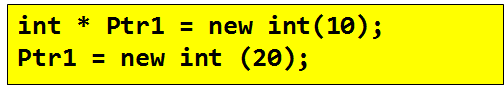 int * Ptr1 = new int(10);
Ptr1 = new int (20);